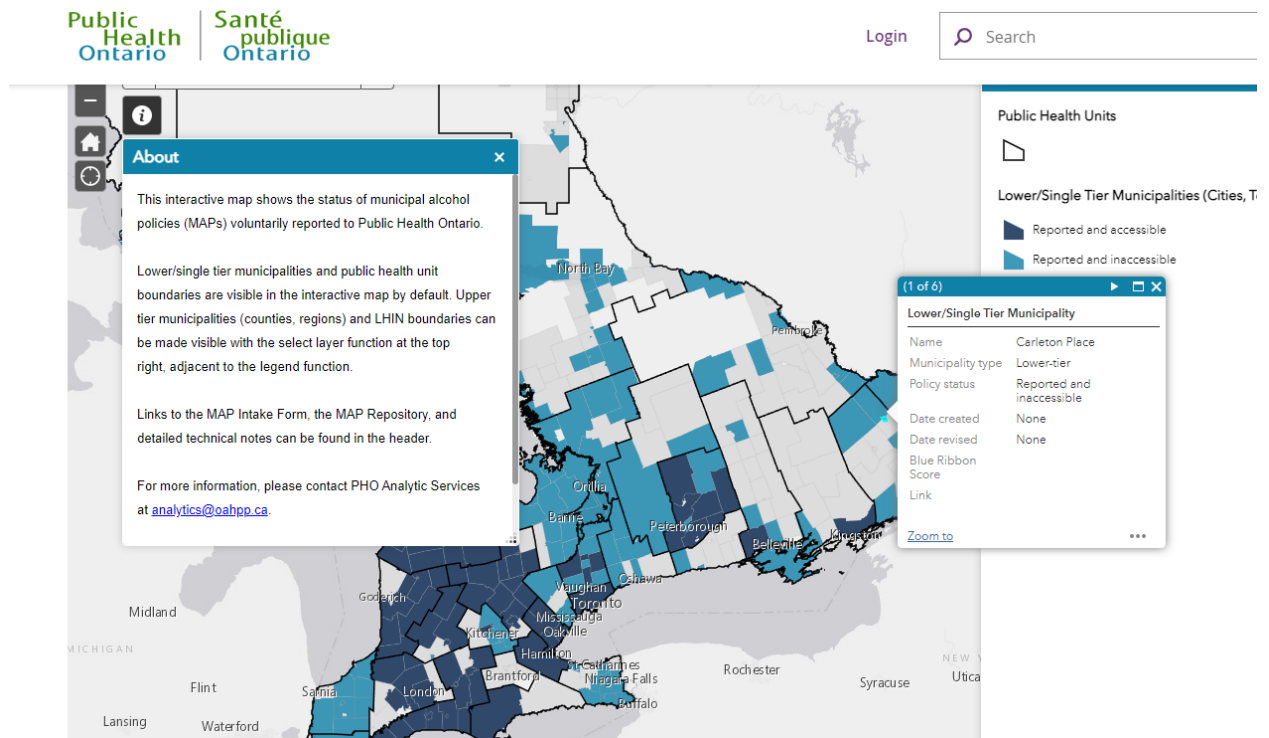 Public
Health
Ontario
Santé
publique
Ontario
Login
Search
About
This interactive map shows the status of municipal alcohol
policies (MAPs) voluntarily reported to Public Health Ontario.
Lower/single tier municipalities and public health unit
boundaries are visible in the interactive map by default. Upper
tier municipalities (counties, regions) and LHIN boundaries can
be made visible with the select layer function at the top
right, adjacent to the legend function.
Links to the MAP Intake Form, the MAP Repository, and
detailed technical notes can be found in the header.
For more information, please contact PHO Analytic Services
at analytics@oahpp.ca.
Public Health Units
Lower/Single Tier Municipalities (Cities,
Reported and accessible
Reported and inaccessible
(1 of 6)
Lower/Single Tier Municipality
Name Carleton Place
Municipality type Lower-tier
Policy status Reported and
inaccessible
Date created None
Date revised None
Blue Ribbon
Score
Link
Zoom to
North Bay
Pembroke
Orillia
Barrie
Peterborough
Belleville
Kingston
Oshawa
Vaughan
Toronto
Mississauga
Oakville
Goderich
Kitchener
Hamilton
St Catharines
Brantford
Niagara Falls
Buffalo
London
Sarnia
Midland
MICHIGAN
Flint
Lansing
Waterford
Rochester
Syracuse
NEW
Utica